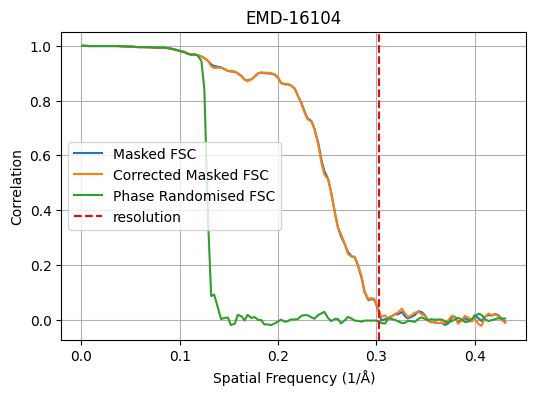 EMD-16104
1.0
0.8
0.6
0.4
0.2
0.0
Correlation
Masked FSC
Corrected Masked FSC
Phase Randomised FSC
resolution
0.0 0.1 0.2 0.3 0.4
Spatial Frequency (1/Å)